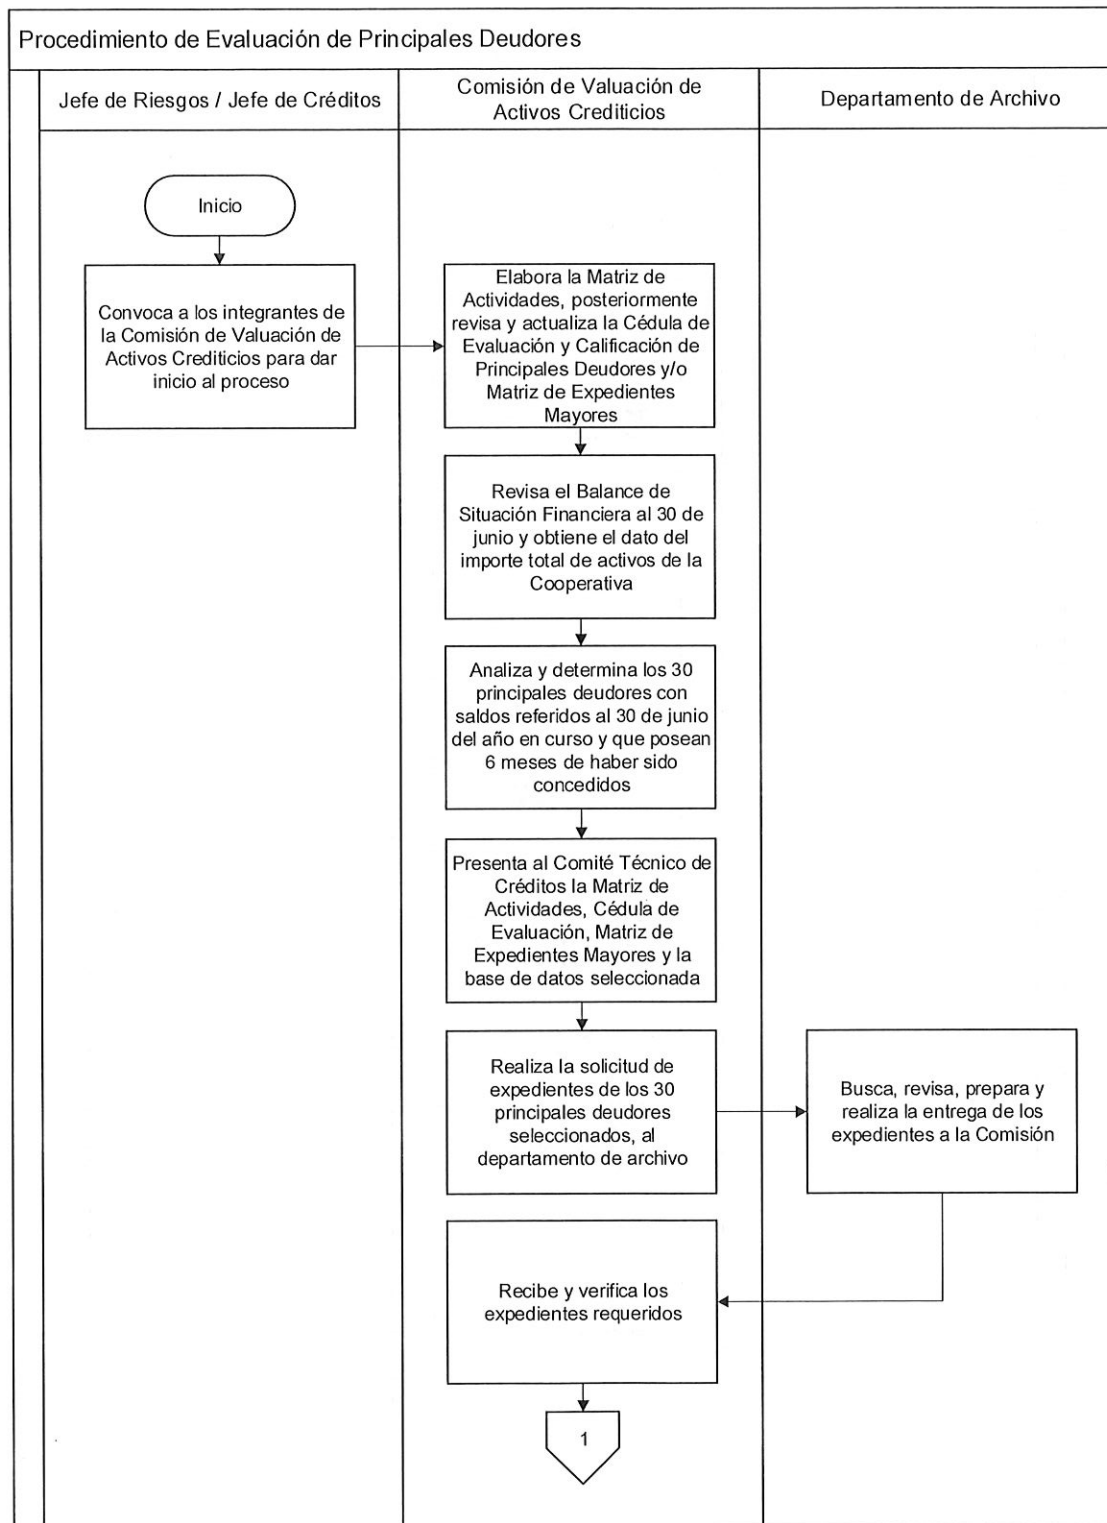 Procedimiento de Evaluación de Principales Deudores
Jefe de Riesgos / Jefe de Créditos
Comisión de Valuación de
Activos Crediticios
Departamento de Archivo
Inicio
Convoca a los integrantes de
la Comisión de Valuación de
Activos Crediticios para dar
inicio al proceso
Elabora la Matriz de
Actividades, posteriormente
revisa y actualiza la Cédula de
Evaluación y Calificación de
Principales Deudores y/o
Matriz de Expedientes
Mayores
Revisa el Balance de
Situación Financiera al 30 de
junio y obtiene el dato del
importe total de activos de la
Cooperativa
Analiza y determina los 30
principales deudores con
saldos referidos al 30 de junio
del año en curso y que posean
6 meses de haber sido
concedidos
Presenta al Comité Técnico de
Créditos la Matriz de
Actividades, Cédula de
Evaluación, Matriz de
Expedientes Mayores y la
base de datos seleccionada
Realiza la solicitud de
expedientes de los 30
principales deudores
seleccionados, al
departamento de archivo
Busca, revisa, prepara y
realiza la entrega de los
expedientes a la Comisión
Recibe y verifica los
expedientes requeridos
1